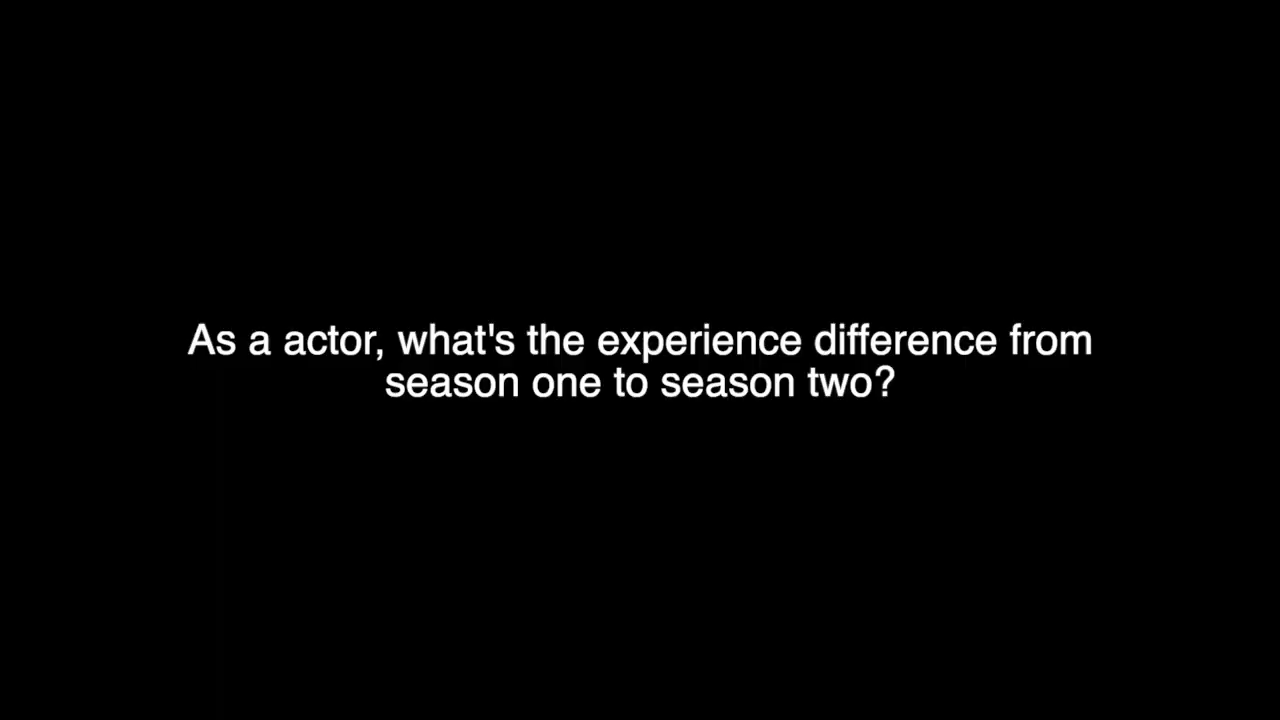 As a actor, what's the experience difference from
season one to season two?